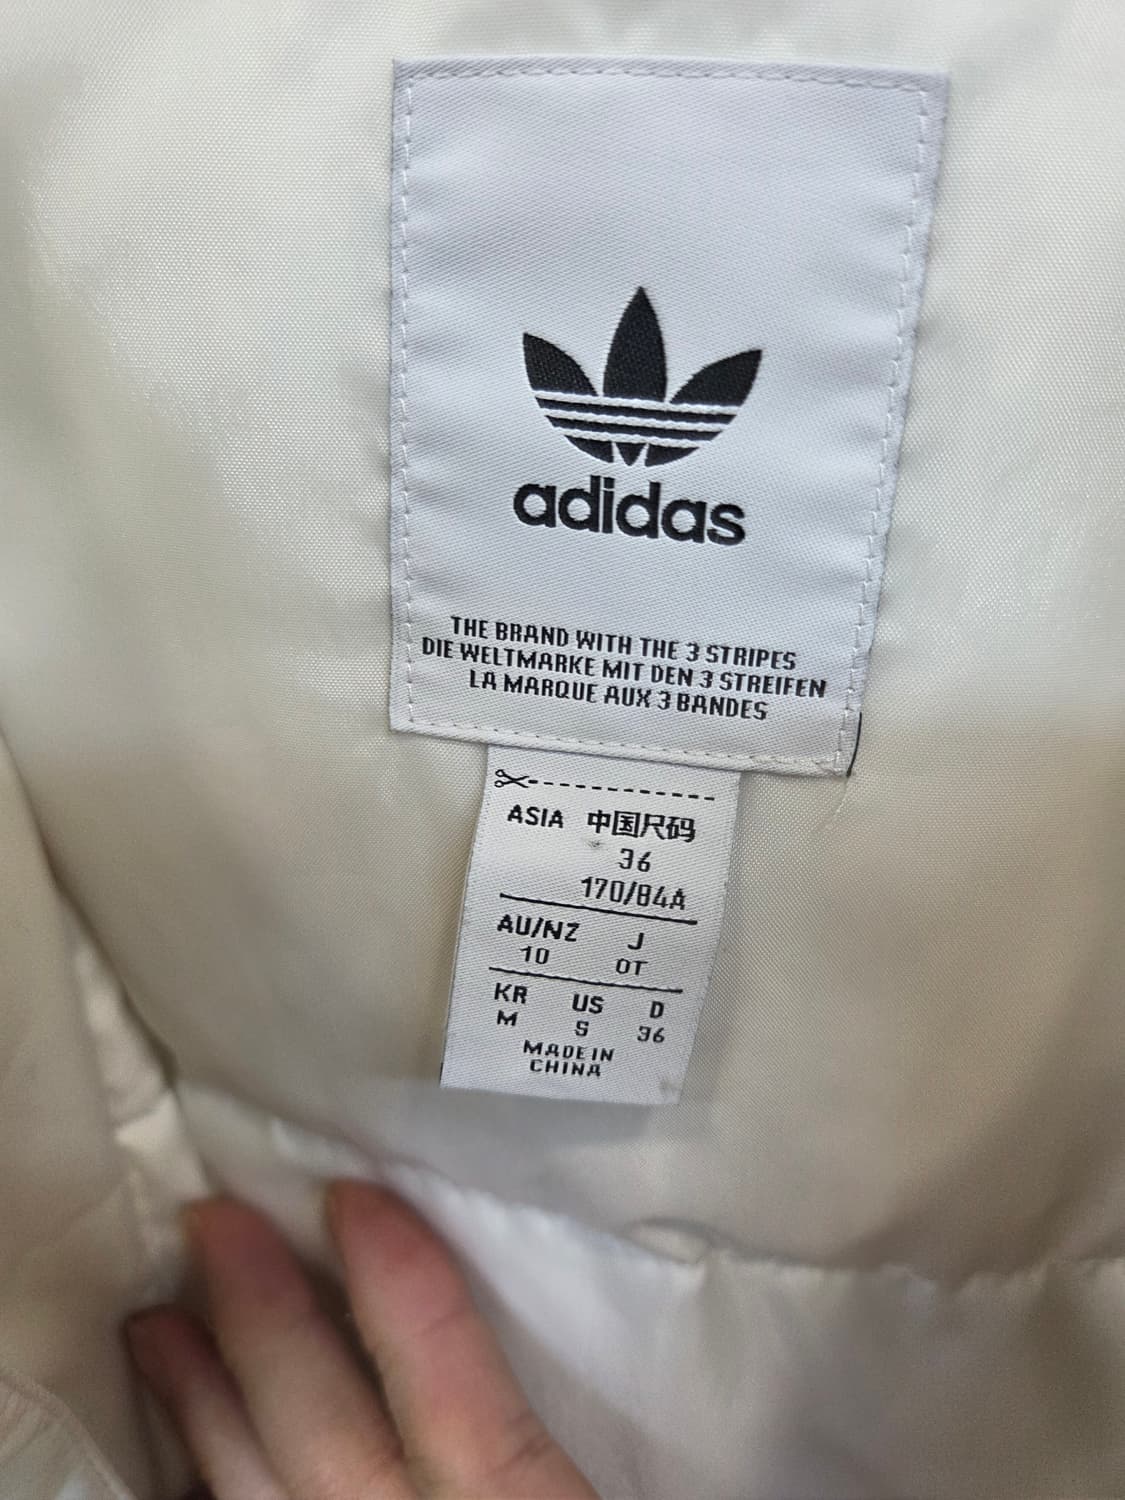 adidas
THE BRAND WITH THE 3 STRIPES
DIE WELTMARKE MIT DEN 3 STREIFEN
LA MARQUE AUX 3 BANDES
ASIA 中国尺码
36
170/84A
AU/NZ J
10 OT
KR US D
M S 36
MADE IN
CHINA